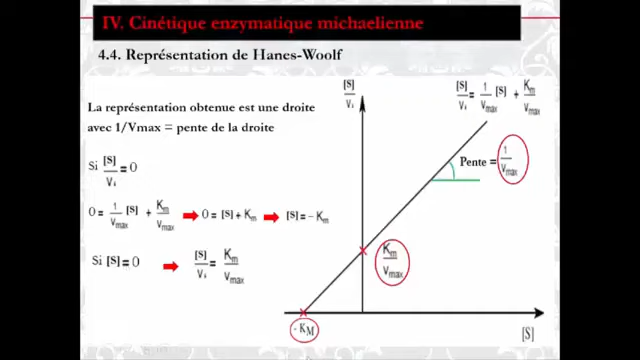 IV. Cinétique enzymatique michaelienne
4.4. Représentation de Hanes-Woolf
La représentation obtenue est une droite
avec 1/Vmax = pente de la droite
Si [S]/Vi = 0
0 = 1/Vmax [S] + Km/Vmax → 0 = [S] + Km → [S] = - Km
Si [S] = 0 → [S]/Vi = Km/Vmax
[S]/Vi
[S]/Vi = 1/Vmax [S] + Km/Vmax
Pente = 1/Vmax
Km/Vmax
- KM
[S]